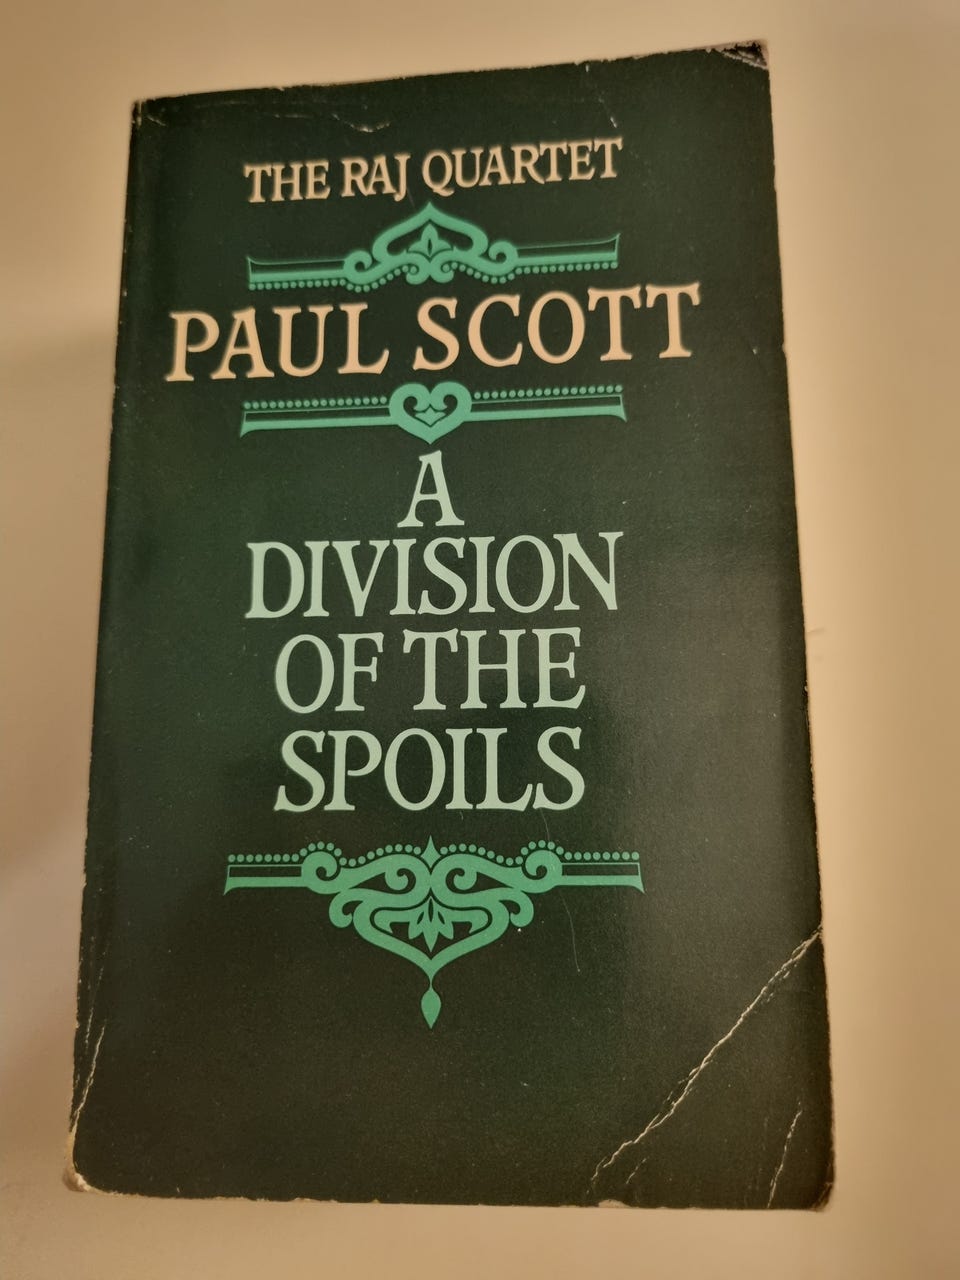 THE RAJ QUARTET
PAUL SCOTT
A
DIVISION
OF THE
SPOILS